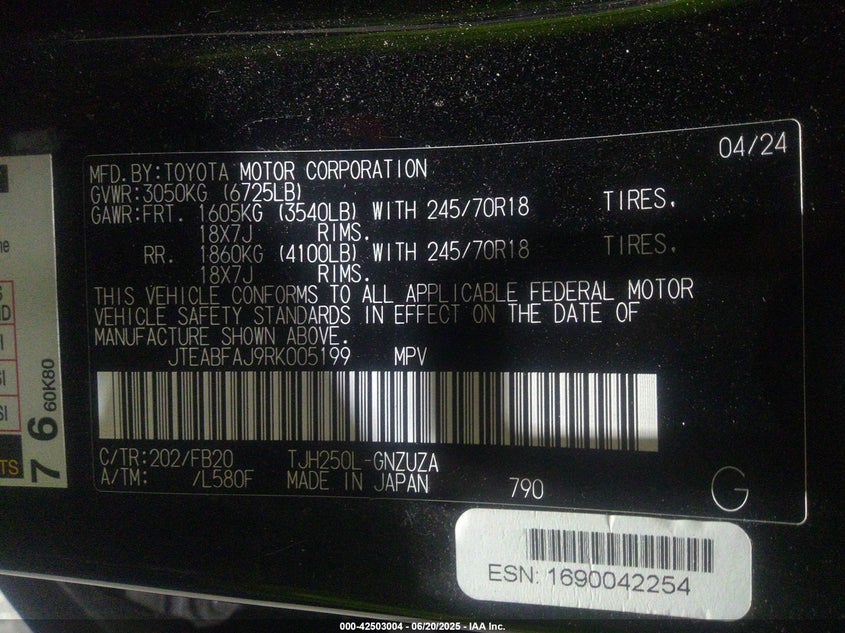 04/24
MFD.BY:TOYOTA MOTOR CORPORATION
GVWR:3050KG (6725LB)
GAWR:FRT. 1605KG (3540LB) WITH 245/70R18 TIRES.
18X7J RIMS.
RR. 1860KG (4100LB) WITH 245/70R18 TIRES.
18X7J RIMS.
THIS VEHICLE CONFORMS TO ALL APPLICABLE FEDERAL MOTOR
VEHICLE SAFETY STANDARDS IN EFFECT ON THE DATE OF
MANUFACTURE SHOWN ABOVE.
JTEABFAJ9RK005199 MPV
C/TR:202/FB20 TJH250L-GNZUZA
A/TM: /L580F MADE IN JAPAN 790 G
ESN: 1690042254
76 60K80
TS
000-42503004 - 06/20/2025 - IAA Inc.